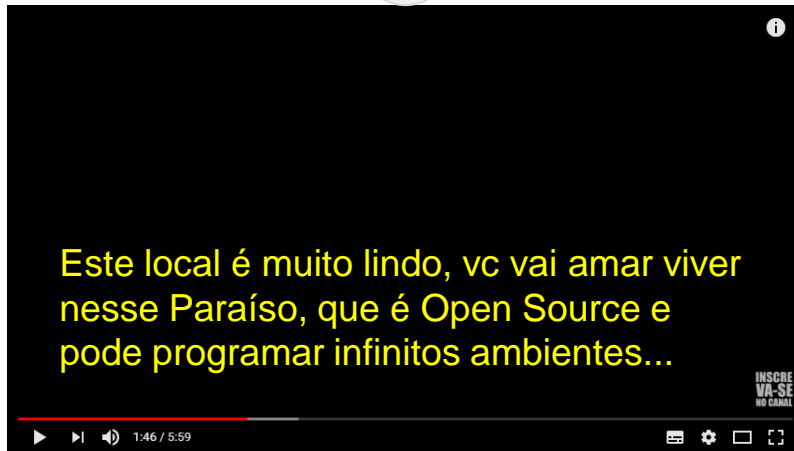 Este local é muito lindo, vc vai amar viver
nesse Paraíso, que é Open Source e
pode programar infinitos ambientes...
INSCRE
VA-SE
NO CANAL
1:46 / 5:59